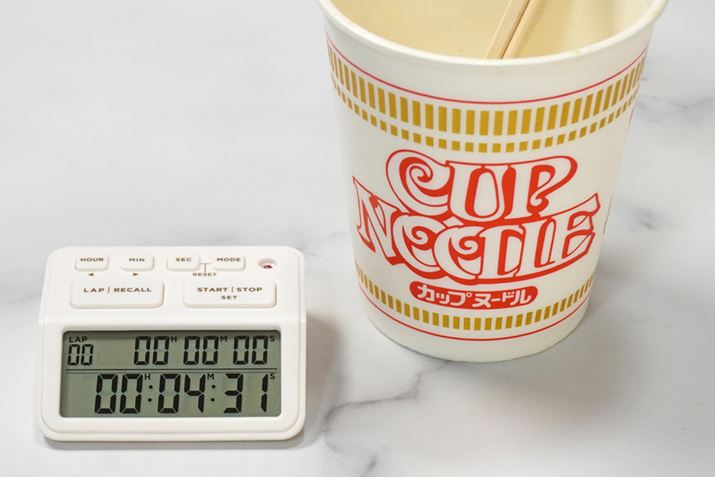 CUP
NOODLE
カップヌードル
HOUR MIN SEC MODE
RESET
LAP | RECALL START | STOP
SET
LAP
00 00H 00M 00S
00H:04M:31S